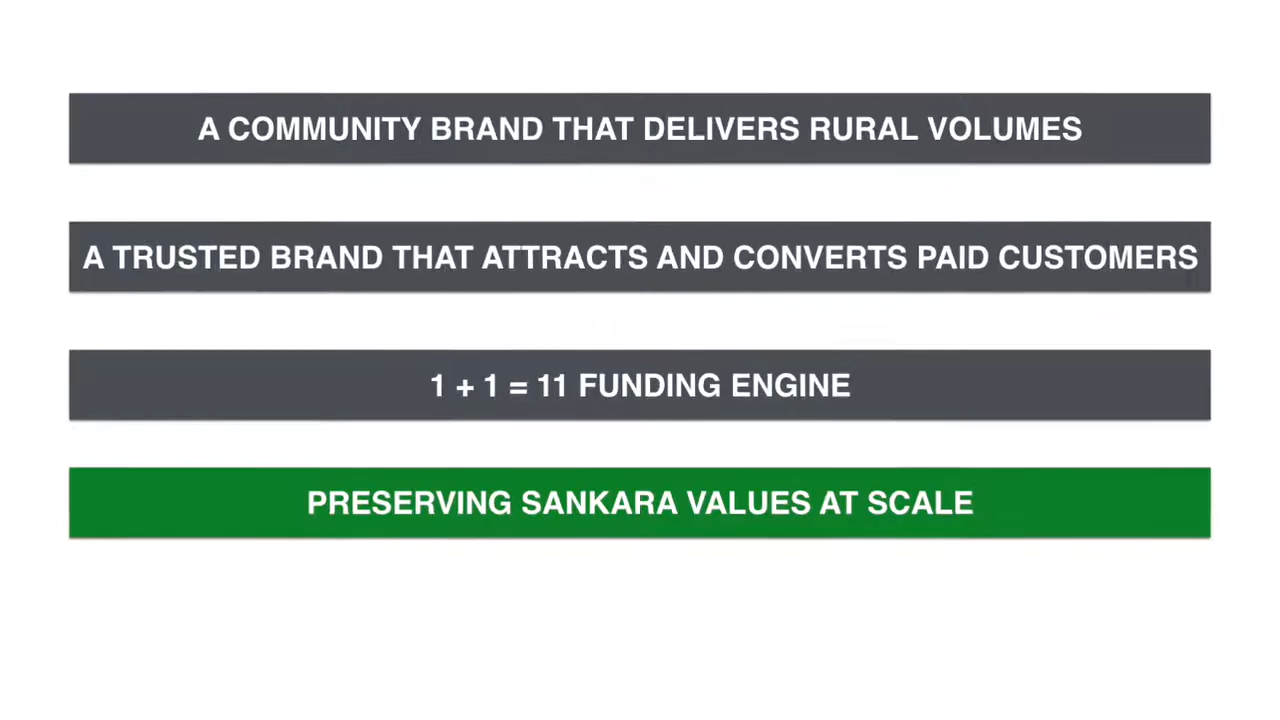 A COMMUNITY BRAND THAT DELIVERS RURAL VOLUMES
A TRUSTED BRAND THAT ATTRACTS AND CONVERTS PAID CUSTOMERS
1 + 1 = 11 FUNDING ENGINE
PRESERVING SANKARA VALUES AT SCALE